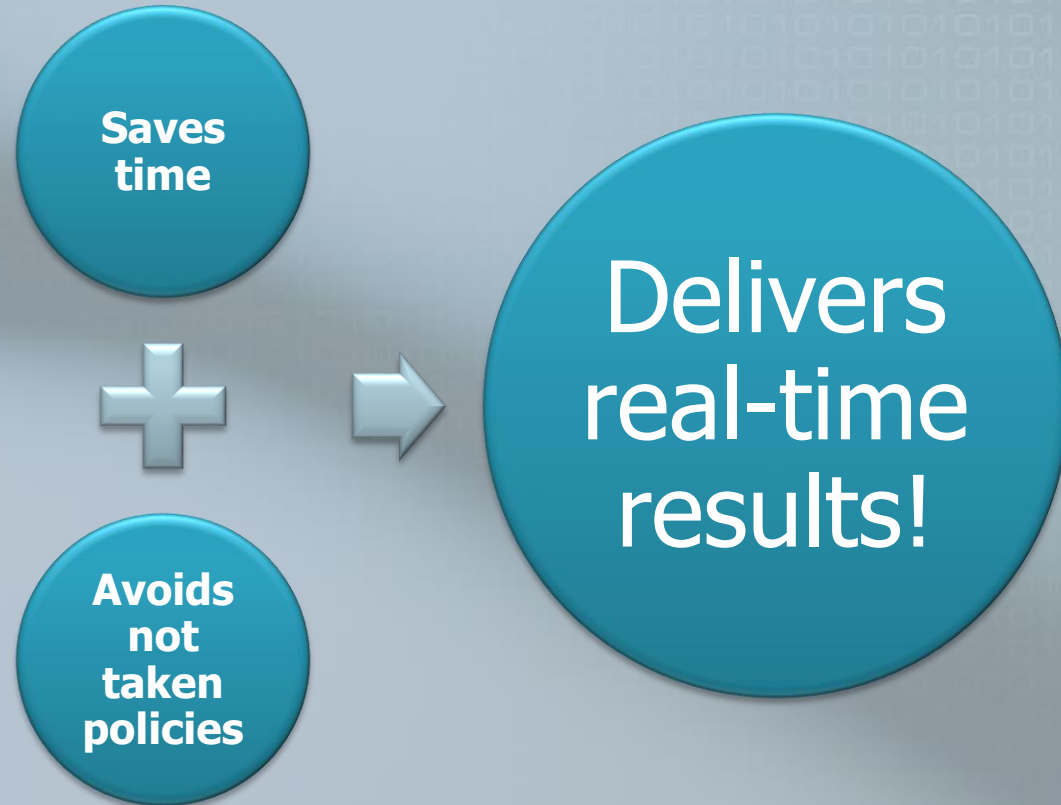 Saves
time
Avoids
not
taken
policies
Delivers
real-time
results!